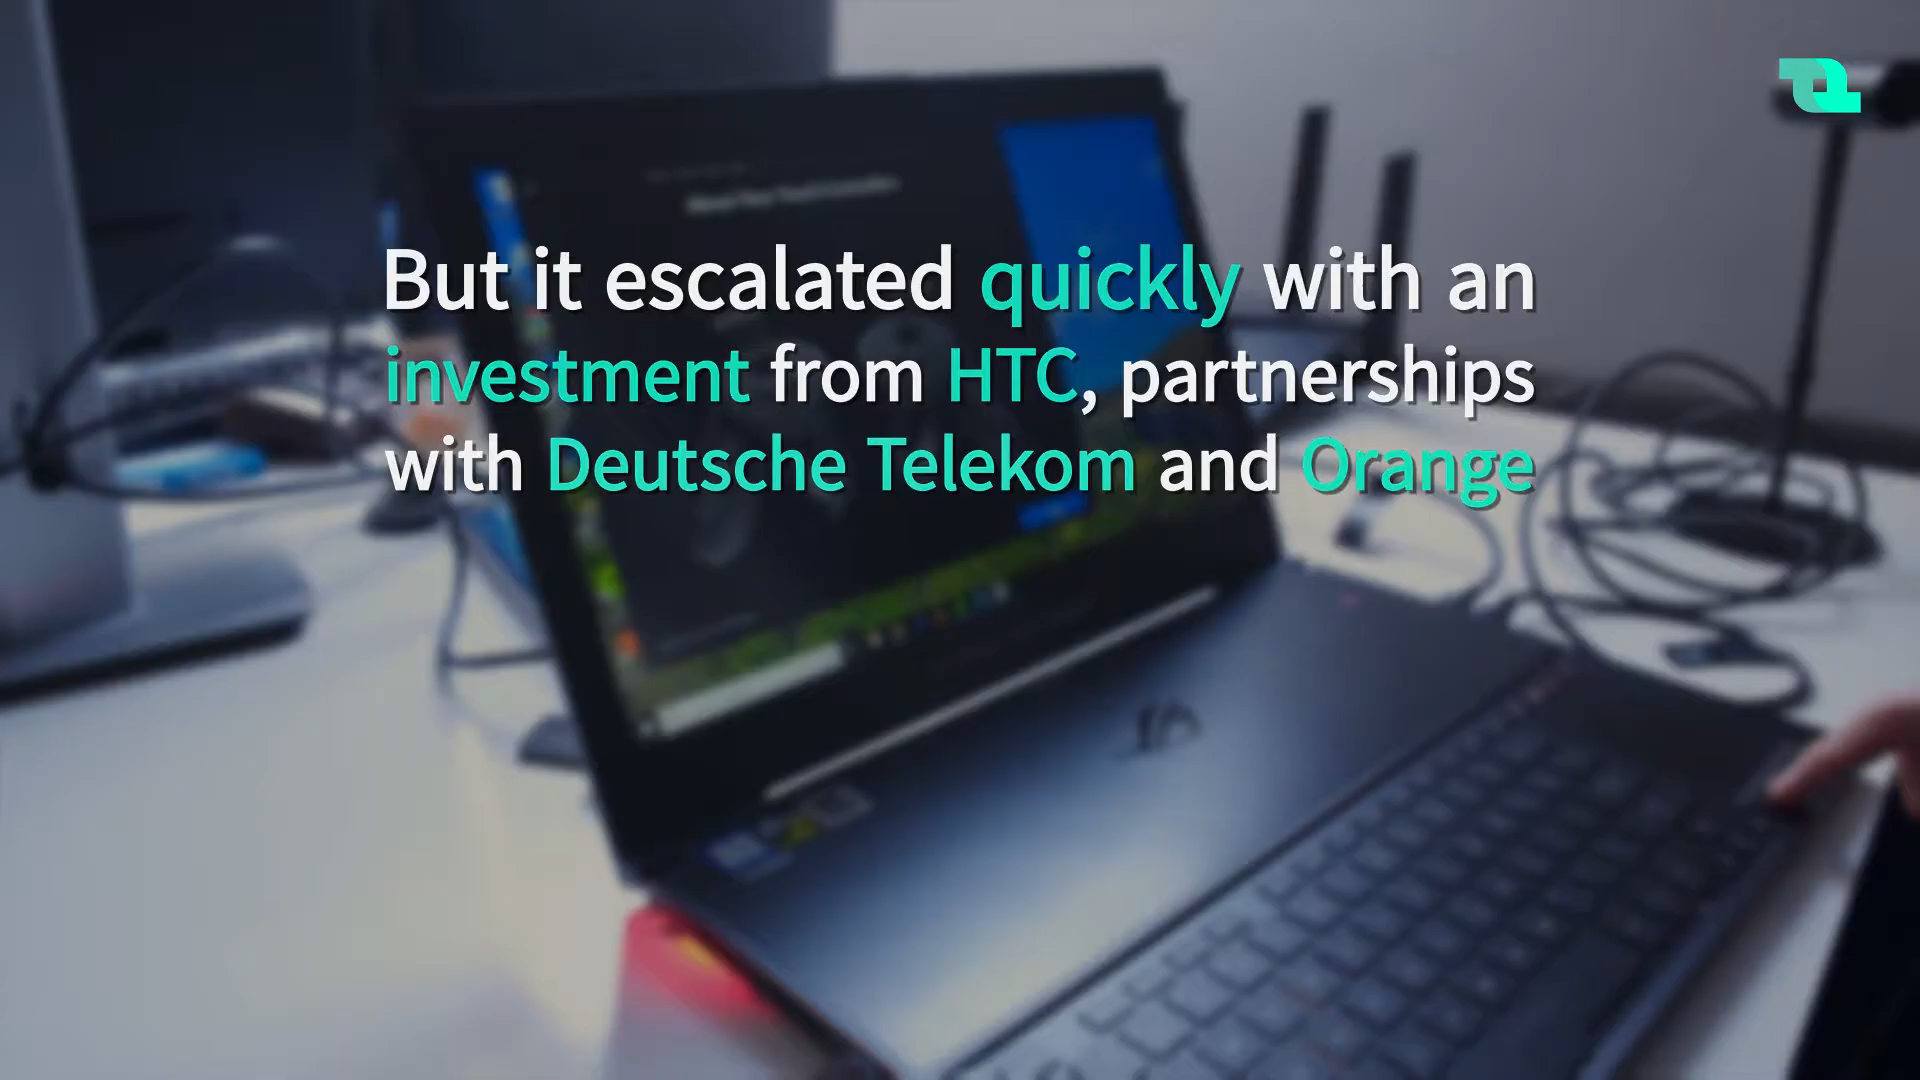 But it escalated quickly with an
investment from HTC, partnerships
with Deutsche Telekom and Orange